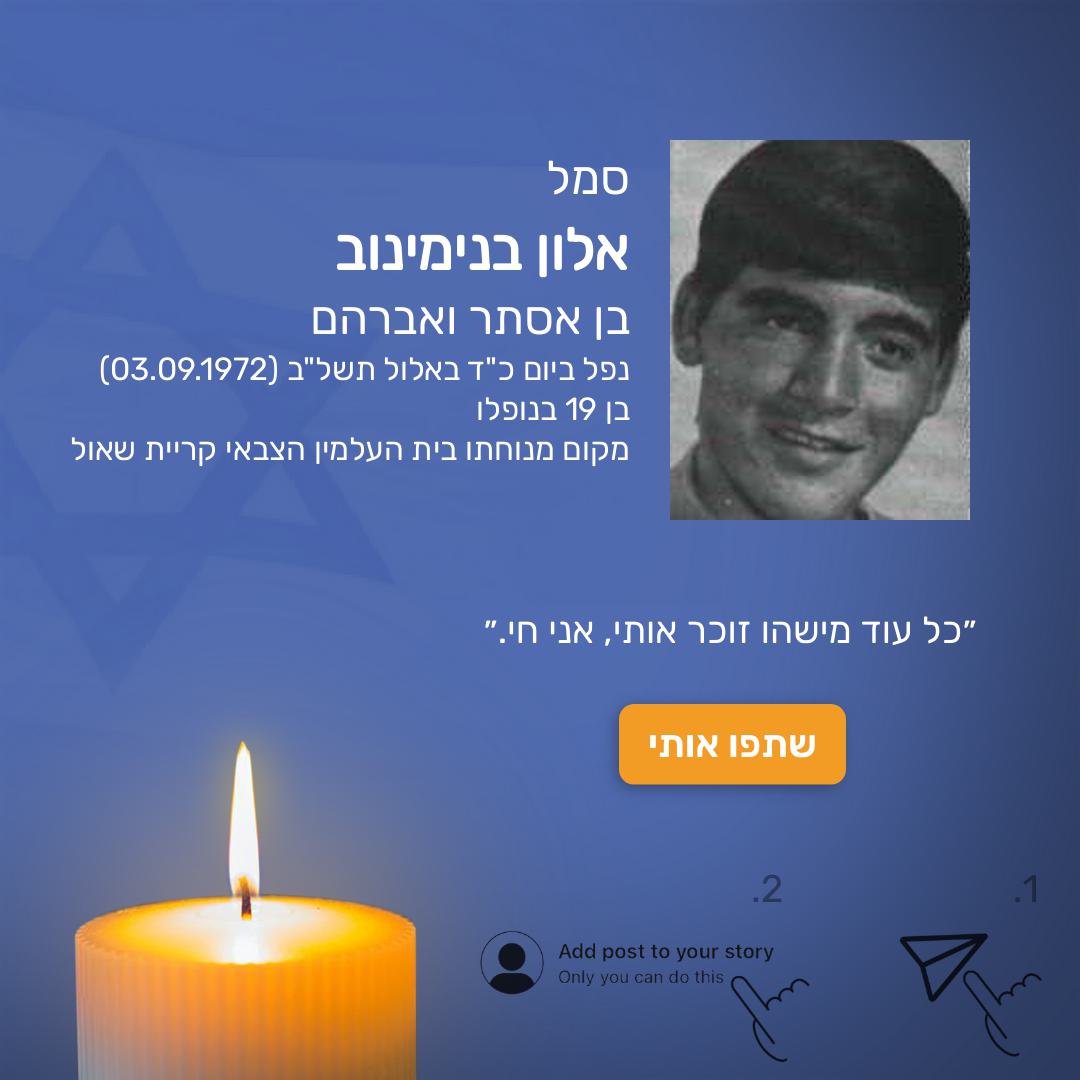 סמל
אלון בנימינוב
בן אסתר ואברהם
נפל ביום כ"ד באלול תשל"ב (03.09.1972)
בן 19 בנופלו
מקום מנוחתו בית העלמין הצבאי קריית שאול
״כל עוד מישהו זוכר אותי, אני חי.״
שתפו אותי
.1
.2
Add post to your story
Only you can do this